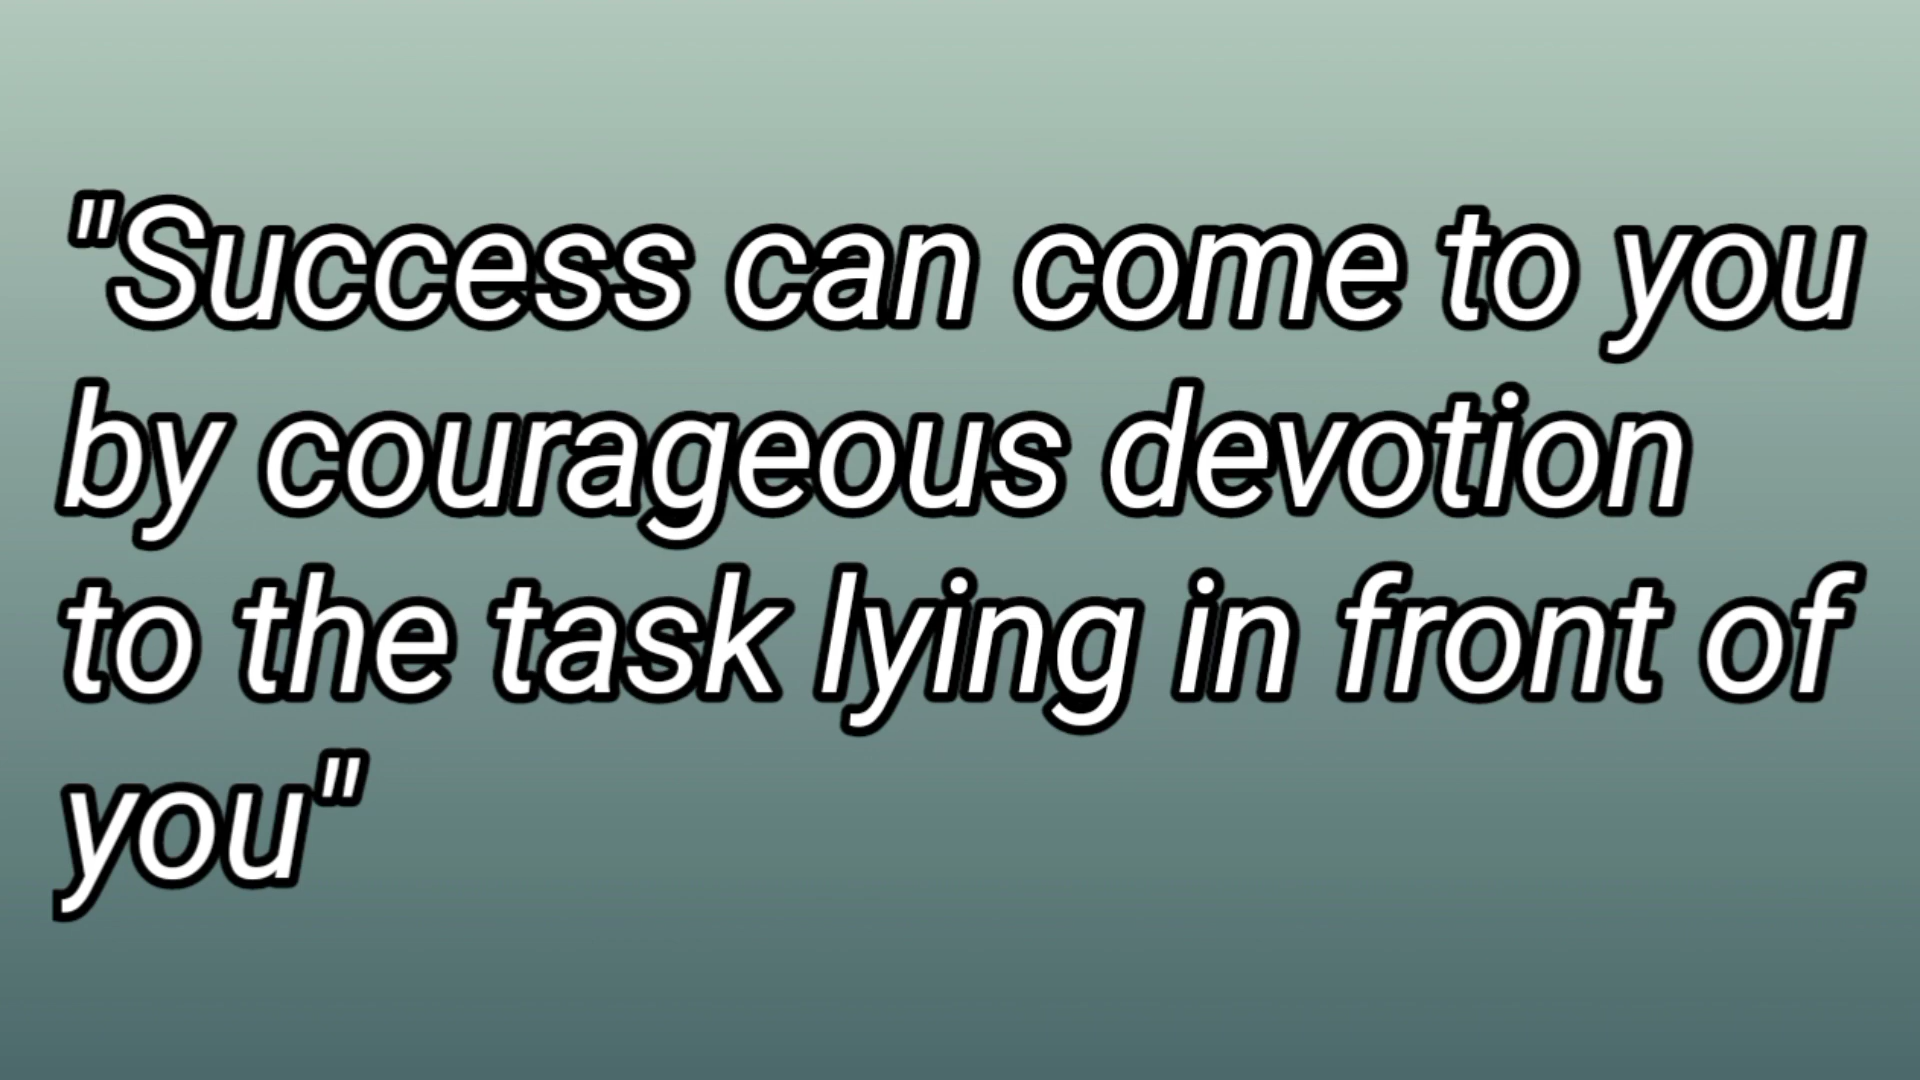 "Success can come to you
by courageous devotion
to the task lying in front of
you"